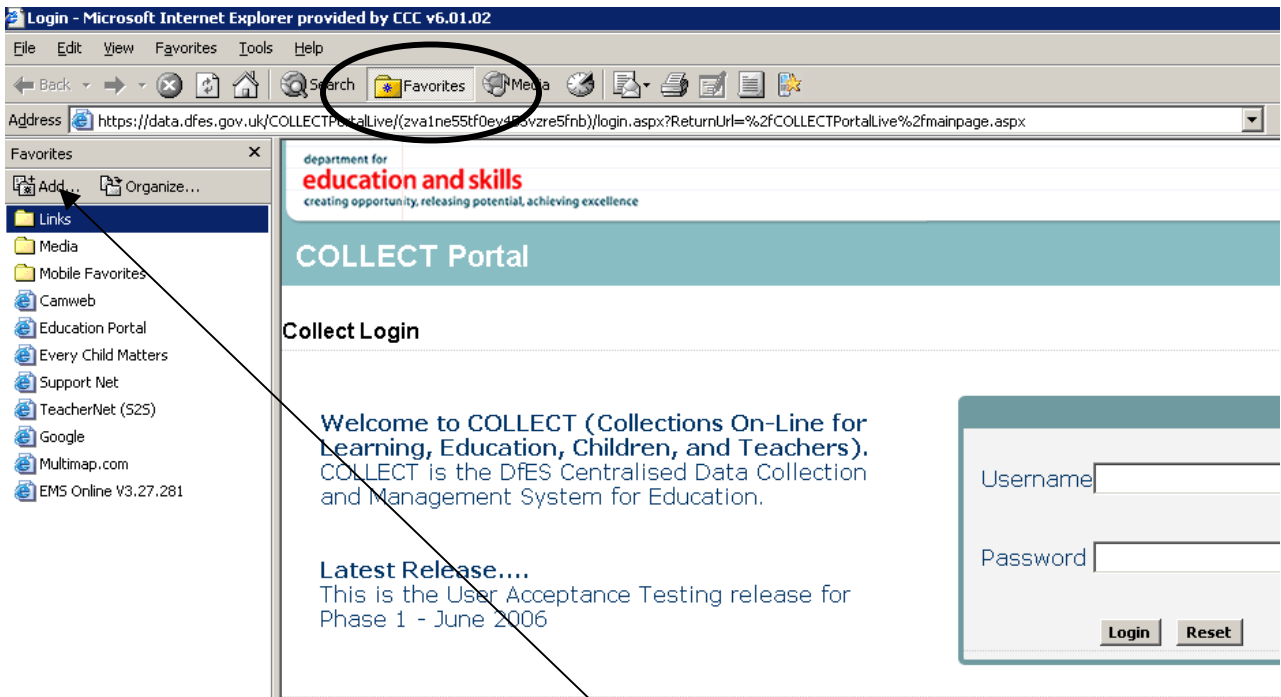 Login - Microsoft Internet Explorer provided by CCC v6.01.02
File Edit View Favorites Tools Help
Back Search Favorites Media
Address https://data.dfes.gov.uk/COLLECTPortalLive/(zva1ne55tf0ev453vzre5fnb)/login.aspx?ReturnUrl=%2fCOLLECTPortalLive%2fmainpage.aspx
Favorites x
Add... Organize...
Links
Media
Mobile Favorites
Camweb
Education Portal
Every Child Matters
Support Net
TeacherNet (S2S)
Google
Multimap.com
EMS Online V3.27.281
department for
education and skills
creating opportunity, releasing potential, achieving excellence
COLLECT Portal
Collect Login
Welcome to COLLECT (Collections On-Line for
Learning, Education, Children, and Teachers).
COLLECT is the DfES Centralised Data Collection
and Management System for Education.
Latest Release....
This is the User Acceptance Testing release for
Phase 1 - June 2006
Username
Password
Login Reset